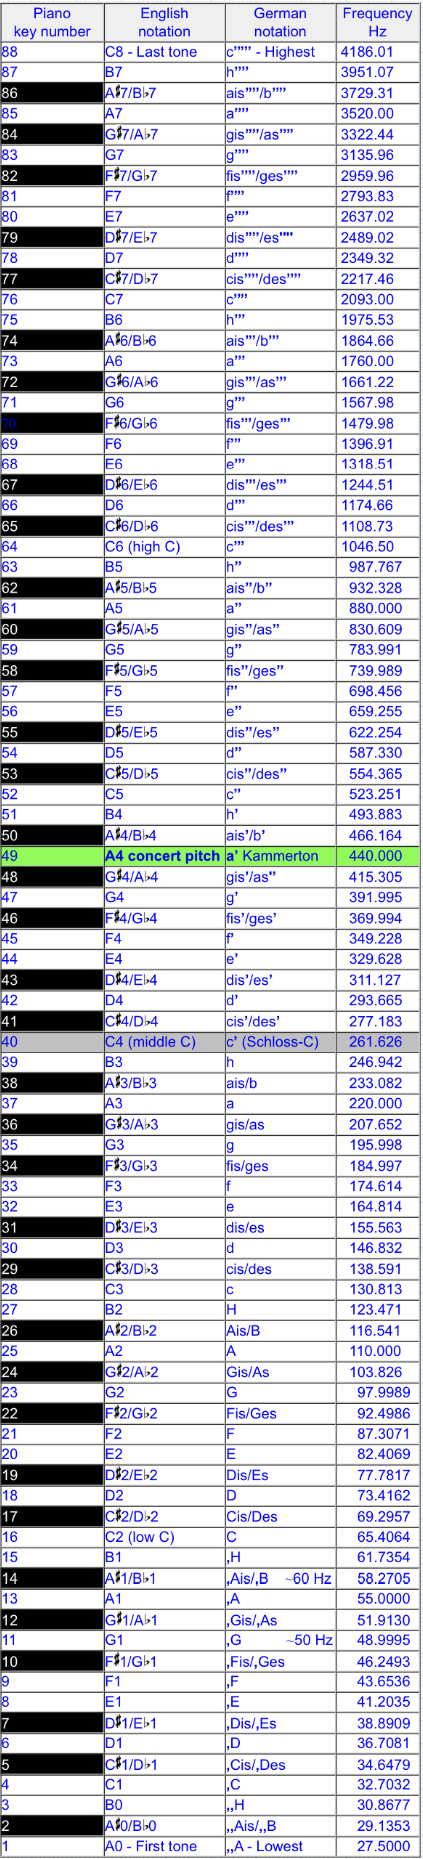 Piano key number English notation German notation Frequency Hz
88 C8 - Last tone c””’ - Highest 4186.01
87 B7 h”” 3951.07
86 A♯7/B♭7 ais””/b”” 3729.31
85 A7 a”” 3520.00
84 G♯7/A♭7 gis””/as”” 3322.44
83 G7 g”” 3135.96
82 F♯7/G♭7 fis””/ges”” 2959.96
81 F7 f”” 2793.83
80 E7 e”” 2637.02
79 D♯7/E♭7 dis””/es”” 2489.02
78 D7 d”” 2349.32
77 C♯7/D♭7 cis””/des”” 2217.46
76 C7 c”” 2093.00
75 B6 h”’ 1975.53
74 A♯6/B♭6 ais”’/b”’ 1864.66
73 A6 a”’ 1760.00
72 G♯6/A♭6 gis”’/as”’ 1661.22
71 G6 g”’ 1567.98
70 F♯6/G♭6 fis”’/ges”’ 1479.98
69 F6 f”’ 1396.91
68 E6 e”’ 1318.51
67 D♯6/E♭6 dis”’/es”’ 1244.51
66 D6 d”’ 1174.66
65 C♯6/D♭6 cis”’/des”’ 1108.73
64 C6 (high C) c”’ 1046.50
63 B5 h” 987.767
62 A♯5/B♭5 ais”/b” 932.328
61 A5 a” 880.000
60 G♯5/A♭5 gis”/as” 830.609
59 G5 g” 783.991
58 F♯5/G♭5 fis”/ges” 739.989
57 F5 f” 698.456
56 E5 e” 659.255
55 D♯5/E♭5 dis”/es” 622.254
54 D5 d” 587.330
53 C♯5/D♭5 cis”/des” 554.365
52 C5 c” 523.251
51 B4 h’ 493.883
50 A♯4/B♭4 ais’/b’ 466.164
49 A4 concert pitch a’ Kammerton 440.000
48 G♯4/A♭4 gis’/as” 415.305
47 G4 g’ 391.995
46 F♯4/G♭4 fis’/ges’ 369.994
45 F4 f’ 349.228
44 E4 e’ 329.628
43 D♯4/E♭4 dis’/es’ 311.127
42 D4 d’ 293.665
41 C♯4/D♭4 cis’/des’ 277.183
40 C4 (middle C) c’ (Schloss-C) 261.626
39 B3 h 246.942
38 A♯3/B♭3 ais/b 233.082
37 A3 a 220.000
36 G♯3/A♭3 gis/as 207.652
35 G3 g 195.998
34 F♯3/G♭3 fis/ges 184.997
33 F3 f 174.614
32 E3 e 164.814
31 D♯3/E♭3 dis/es 155.563
30 D3 d 146.832
29 C♯3/D♭3 cis/des 138.591
28 C3 c 130.813
27 B2 H 123.471
26 A♯2/B♭2 Ais/B 116.541
25 A2 A 110.000
24 G♯2/A♭2 Gis/As 103.826
23 G2 G 97.9989
22 F♯2/G♭2 Fis/Ges 92.4986
21 F2 F 87.3071
20 E2 E 82.4069
19 D♯2/E♭2 Dis/Es 77.7817
18 D2 D 73.4162
17 C♯2/D♭2 Cis/Des 69.2957
16 C2 (low C) C 65.4064
15 B1 ,H 61.7354
14 A♯1/B♭1 ,Ais/,B ~60 Hz 58.2705
13 A1 ,A 55.0000
12 G♯1/A♭1 ,Gis/,As 51.9130
11 G1 ,G ~50 Hz 48.9995
10 F♯1/G♭1 ,Fis/,Ges 46.2493
9 F1 ,F 43.6536
8 E1 ,E 41.2035
7 D♯1/E♭1 ,Dis/,Es 38.8909
6 D1 ,D 36.7081
5 C♯1/D♭1 ,Cis/,Des 34.6479
4 C1 ,C 32.7032
3 B0 ,,H 30.8677
2 A♯0/B♭0 ,,Ais/,,B 29.1353
1 A0 - First tone ,,A - Lowest 27.5000